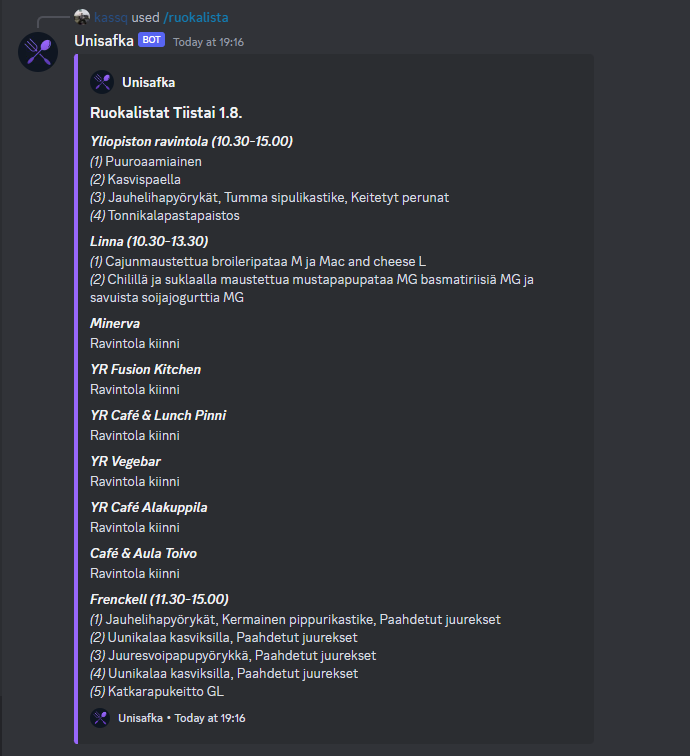 kassq used /ruokalista
Unisafka BOT Today at 19:16
Unisafka
Ruokalistat Tiistai 1.8.
Yliopiston ravintola (10.30-15.00)
(1) Puuroaamiainen
(2) Kasvispaella
(3) Jauhelihapyörykät, Tumma sipulikastike, Keitetyt perunat
(4) Tonnikalapastapaistos
Linna (10.30-13.30)
(1) Cajunmaustettua broileripataa M ja Mac and cheese L
(2) Chilillä ja suklaalla maustettua mustapapupataa MG basmatiriisiä MG ja
savuista soijajogurttia MG
Minerva
Ravintola kiinni
YR Fusion Kitchen
Ravintola kiinni
YR Café & Lunch Pinni
Ravintola kiinni
YR Vegebar
Ravintola kiinni
YR Café Alakuppila
Ravintola kiinni
Café & Aula Toivo
Ravintola kiinni
Frenckell (11.30-15.00)
(1) Jauhelihapyörykät, Kermainen pippurikastike, Paahdetut juurekset
(2) Uunikalaa kasviksilla, Paahdetut juurekset
(3) Juuresvoipapupyörykkä, Paahdetut juurekset
(4) Uunikalaa kasviksilla, Paahdetut juurekset
(5) Katkarapukeitto GL
Unisafka • Today at 19:16